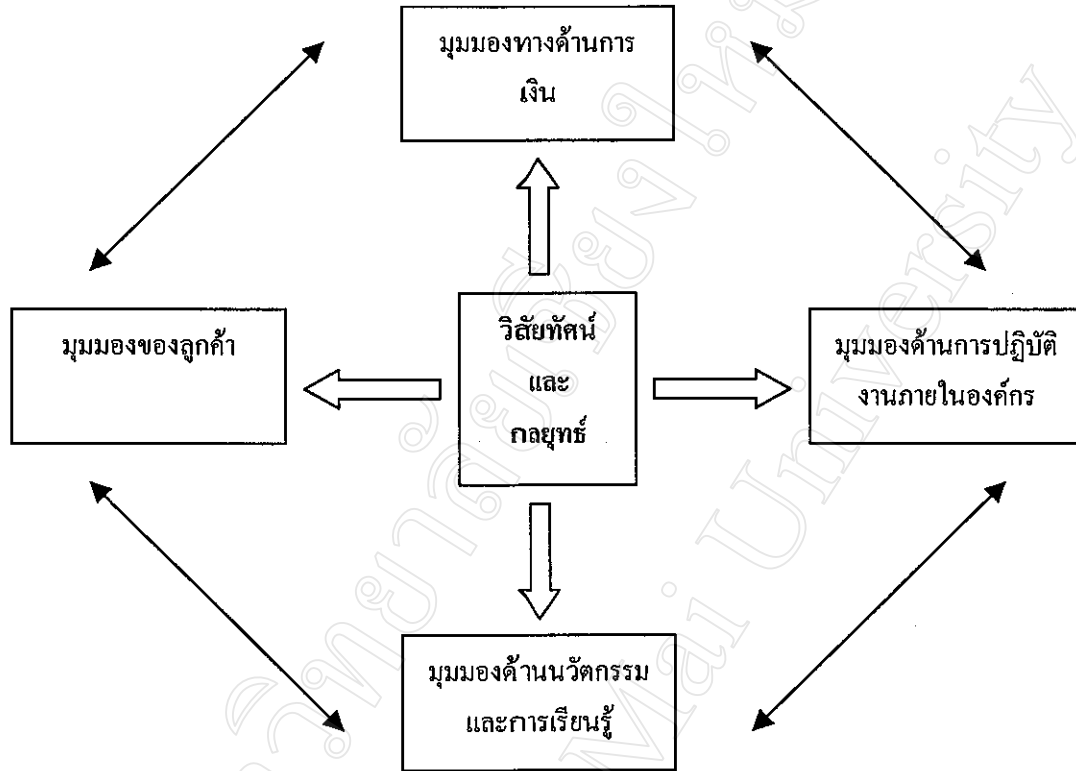 มุมมองทางด้านการ
เงิน
มุมมองของลูกค้า
วิสัยทัศน์
และ
กลยุทธ์
มุมมองด้านการปฏิบัติ
งานภายในองค์กร
มุมมองด้านนวัตกรรม
และการเรียนรู้
Mai University